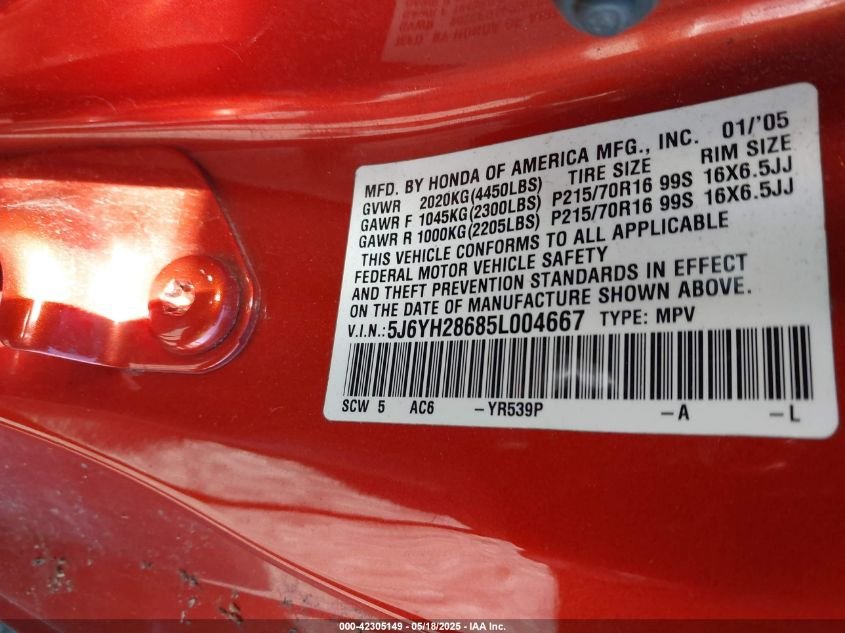 MFD. BY HONDA OF AMERICA MFG., INC. 01/'05
GVWR 2020KG(4450LBS) TIRE SIZE RIM SIZE
GAWR F 1045KG(2300LBS) P215/70R16 99S 16X6.5JJ
GAWR R 1000KG(2205LBS) P215/70R16 99S 16X6.5JJ
THIS VEHICLE CONFORMS TO ALL APPLICABLE
FEDERAL MOTOR VEHICLE SAFETY
AND THEFT PREVENTION STANDARDS IN EFFECT
ON THE DATE OF MANUFACTURE SHOWN ABOVE.
V.I.N.: 5J6YH28685L004667 TYPE: MPV
SCW 5 AC6 -YR539P -A -L
000-42305149 - 05/18/2025 - IAA Inc.